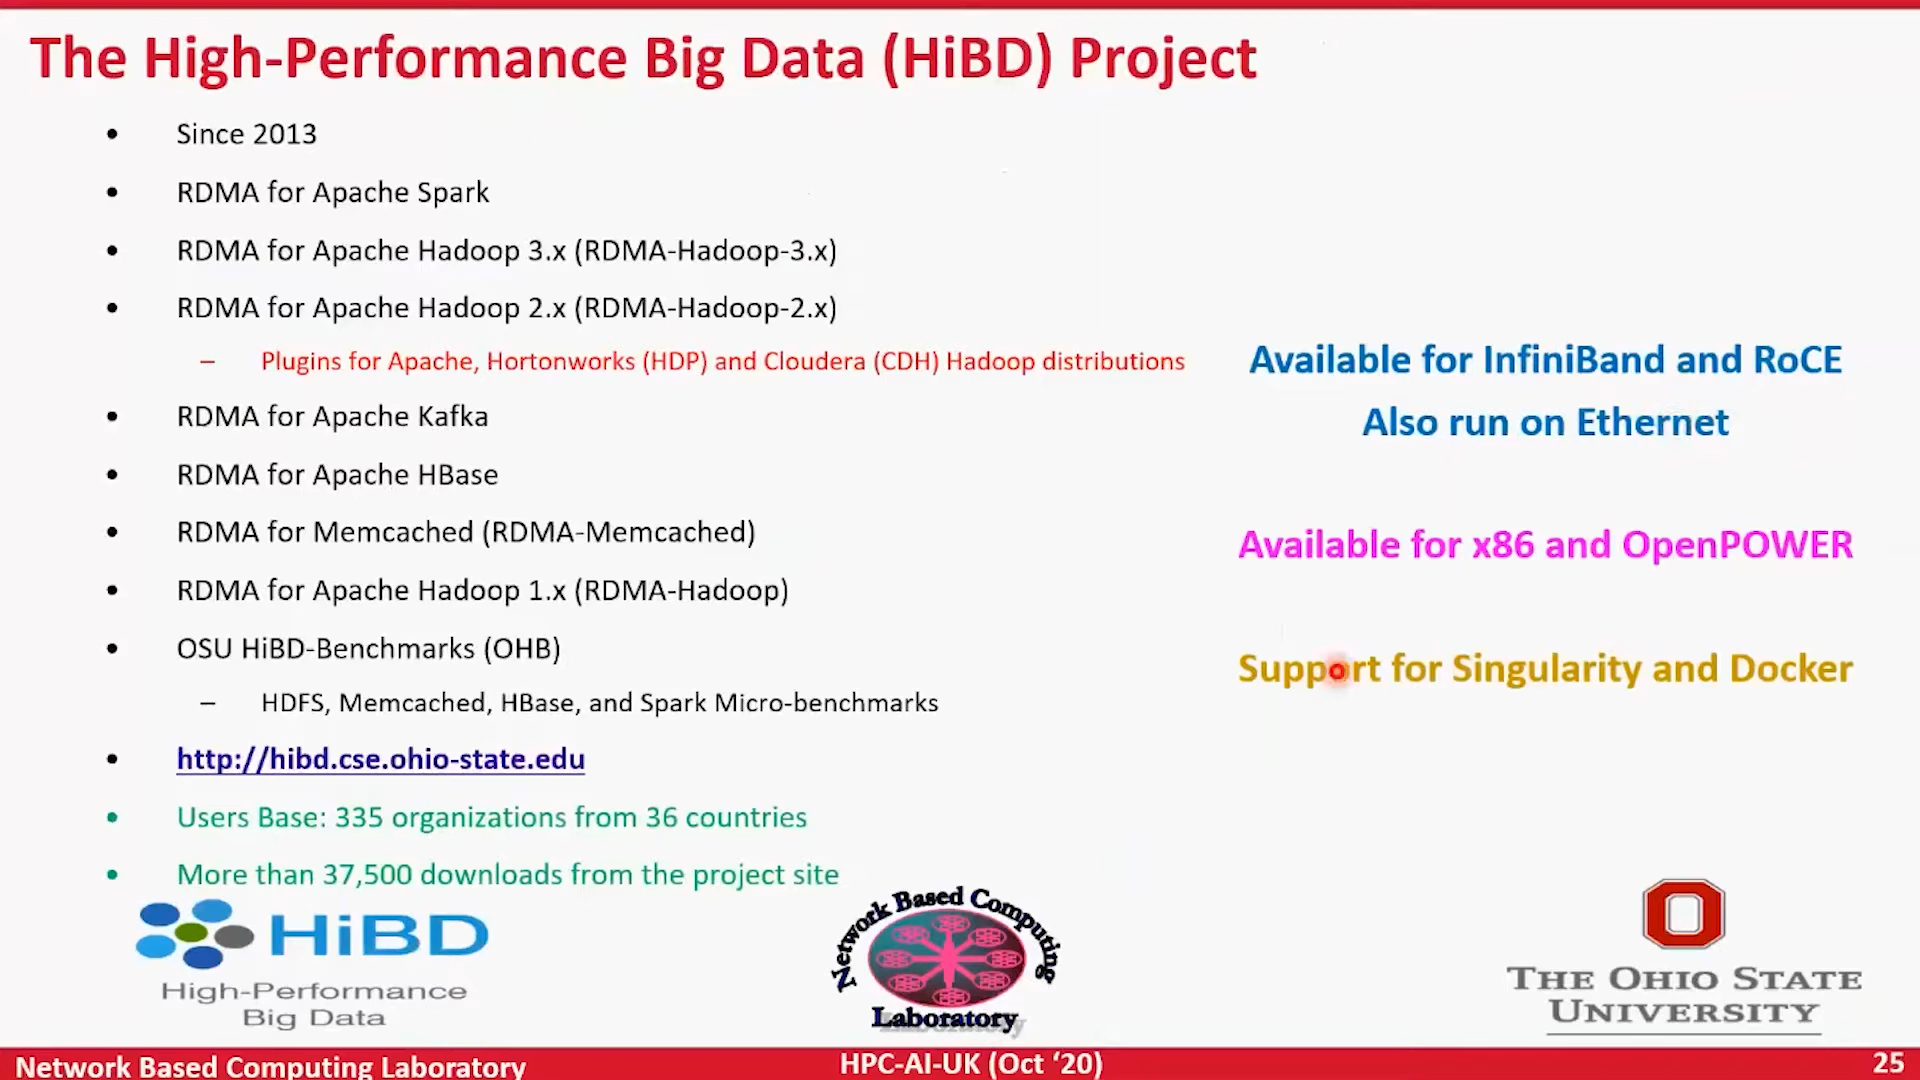 The High-Performance Big Data (HiBD) Project
• Since 2013
• RDMA for Apache Spark
• RDMA for Apache Hadoop 3.x (RDMA-Hadoop-3.x)
• RDMA for Apache Hadoop 2.x (RDMA-Hadoop-2.x)
– Plugins for Apache, Hortonworks (HDP) and Cloudera (CDH) Hadoop distributions
• RDMA for Apache Kafka
• RDMA for Apache HBase
• RDMA for Memcached (RDMA-Memcached)
• RDMA for Apache Hadoop 1.x (RDMA-Hadoop)
• OSU HiBD-Benchmarks (OHB)
– HDFS, Memcached, HBase, and Spark Micro-benchmarks
• http://hibd.cse.ohio-state.edu
• Users Base: 335 organizations from 36 countries
• More than 37,500 downloads from the project site
Available for InfiniBand and RoCE
Also run on Ethernet
Available for x86 and OpenPOWER
Support for Singularity and Docker
HiBD
High-Performance
Big Data
Network Based Computing
Laboratory
THE OHIO STATE
UNIVERSITY
Network Based Computing Laboratory
HPC-AI-UK (Oct ‘20)
25